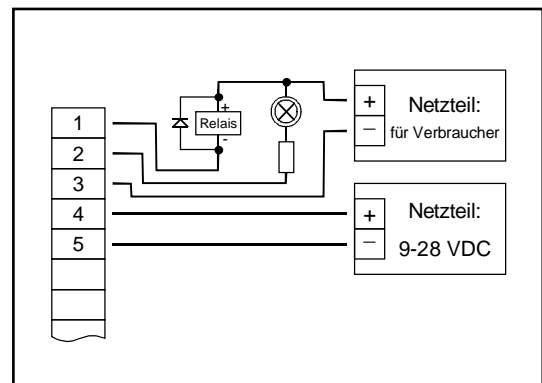 1
2
3
4
5
+
Relais
-
+
–
Netzteil:
für Verbraucher
+
–
Netzteil:
9-28 VDC